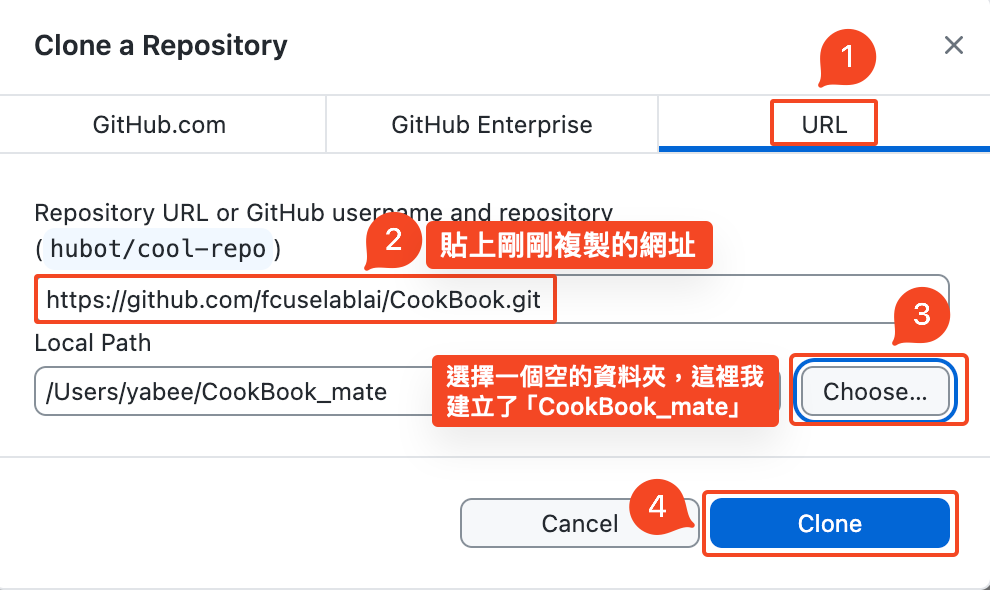 Clone a Repository
1
GitHub.com
GitHub Enterprise
URL
Repository URL or GitHub username and repository
(hubot/cool-repo)
2
貼上剛剛複製的網址
https://github.com/fcuselablai/CookBook.git
3
Local Path
/Users/yabee/CookBook_mate
選擇一個空的資料夾，這裡我
建立了「CookBook_mate」
Choose...
Cancel
4
Clone